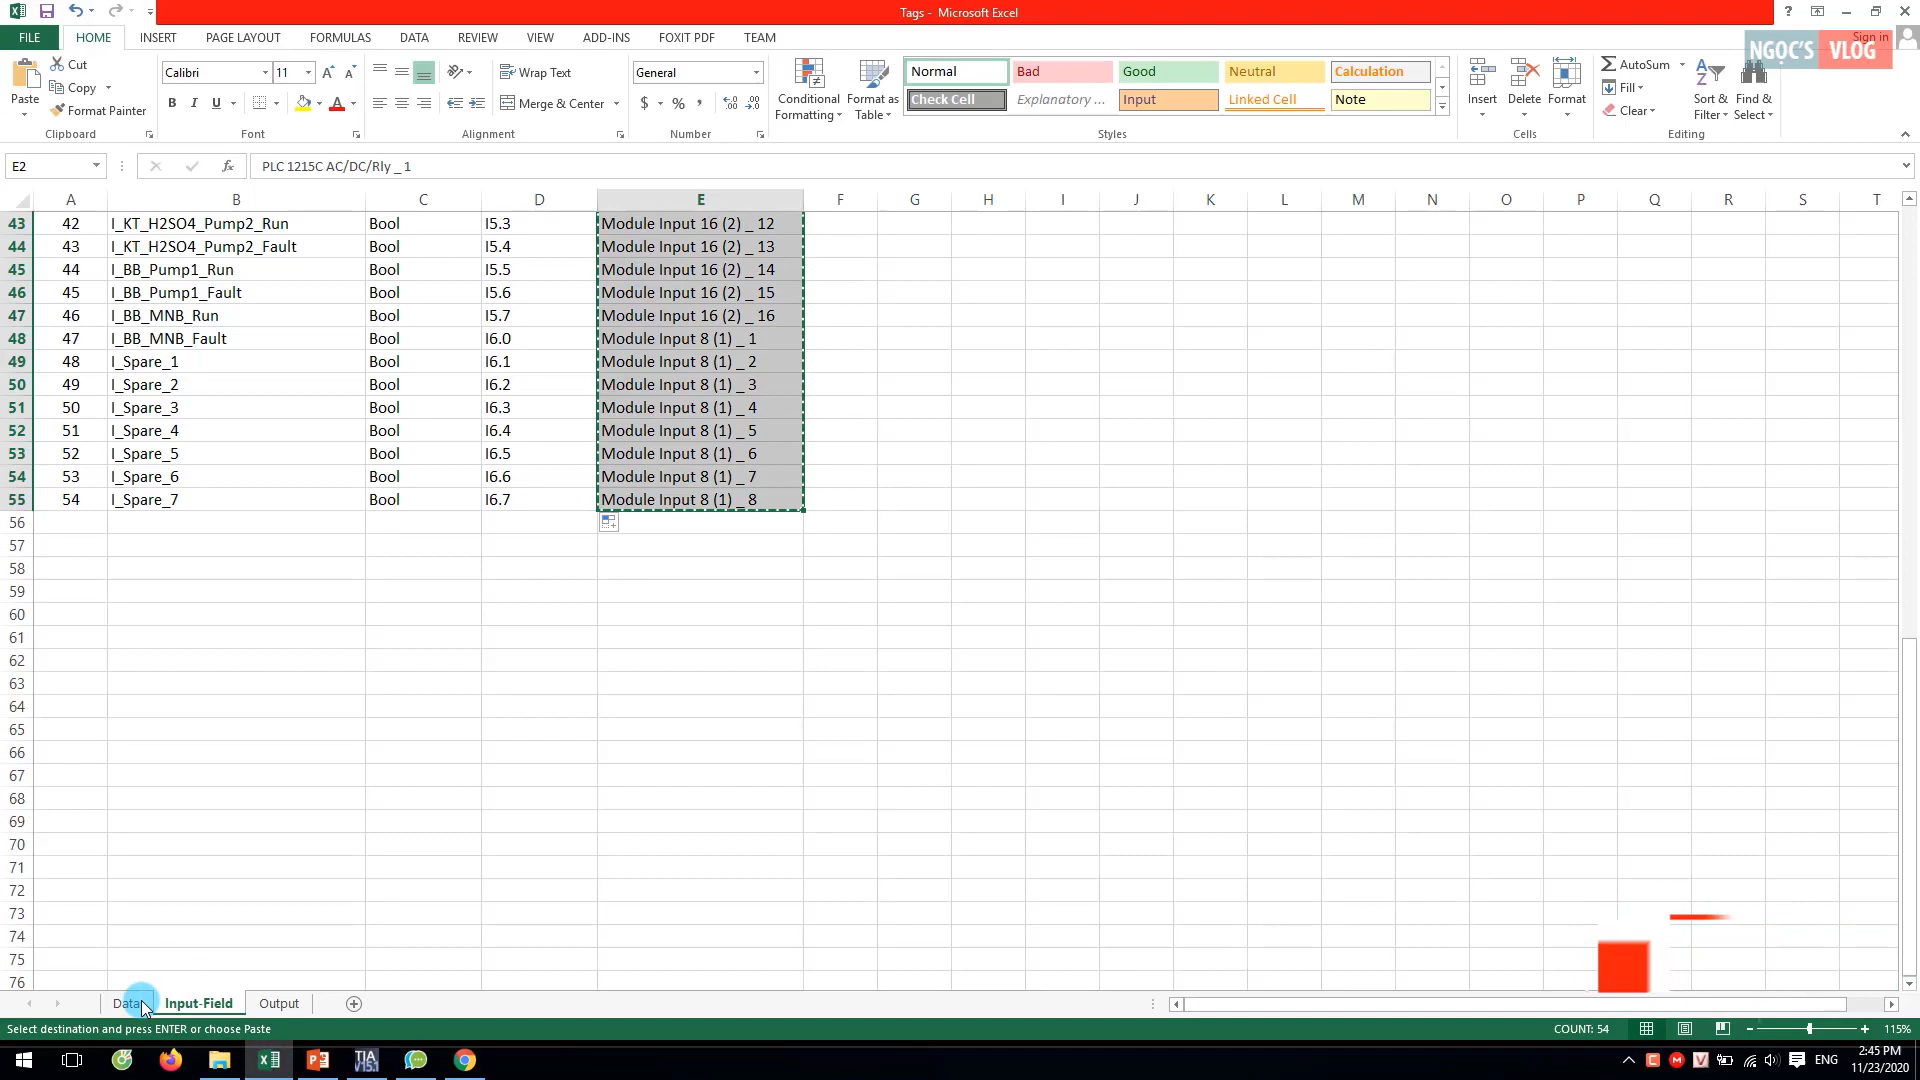 Tags - Microsoft Excel
?
FILE HOME INSERT PAGE LAYOUT FORMULAS DATA REVIEW VIEW ADD-INS FOXIT PDF TEAM
Sign in
NGỌC'S VLOG
Paste
Cut
Copy
Format Painter
Clipboard
Calibri 11
B I U
Font
Wrap Text
Merge & Center
Alignment
General
$ %
Number
Conditional Formatting
Format as Table
Normal Bad Good Neutral Calculation
Check Cell Explanatory ... Input Linked Cell Note
Styles
Insert Delete Format
Cells
AutoSum
Fill
Clear
Sort & Filter
Find & Select
Editing
E2 fx PLC 1215C AC/DC/Rly _ 1
A B C D E F G H I J K L M N O P Q R S T
43 42 I_KT_H2SO4_Pump2_Run Bool I5.3 Module Input 16 (2) _ 12
44 43 I_KT_H2SO4_Pump2_Fault Bool I5.4 Module Input 16 (2) _ 13
45 44 I_BB_Pump1_Run Bool I5.5 Module Input 16 (2) _ 14
46 45 I_BB_Pump1_Fault Bool I5.6 Module Input 16 (2) _ 15
47 46 I_BB_MNB_Run Bool I5.7 Module Input 16 (2) _ 16
48 47 I_BB_MNB_Fault Bool I6.0 Module Input 8 (1) _ 1
49 48 I_Spare_1 Bool I6.1 Module Input 8 (1) _ 2
50 49 I_Spare_2 Bool I6.2 Module Input 8 (1) _ 3
51 50 I_Spare_3 Bool I6.3 Module Input 8 (1) _ 4
52 51 I_Spare_4 Bool I6.4 Module Input 8 (1) _ 5
53 52 I_Spare_5 Bool I6.5 Module Input 8 (1) _ 6
54 53 I_Spare_6 Bool I6.6 Module Input 8 (1) _ 7
55 54 I_Spare_7 Bool I6.7 Module Input 8 (1) _ 8
56
57
58
59
60
61
62
63
64
65
66
67
68
69
70
71
72
73
74
75
76
Data Input-Field Output
Select destination and press ENTER or choose Paste
COUNT: 54
115%
TIA V15.1
ENG
2:45 PM
11/23/2020